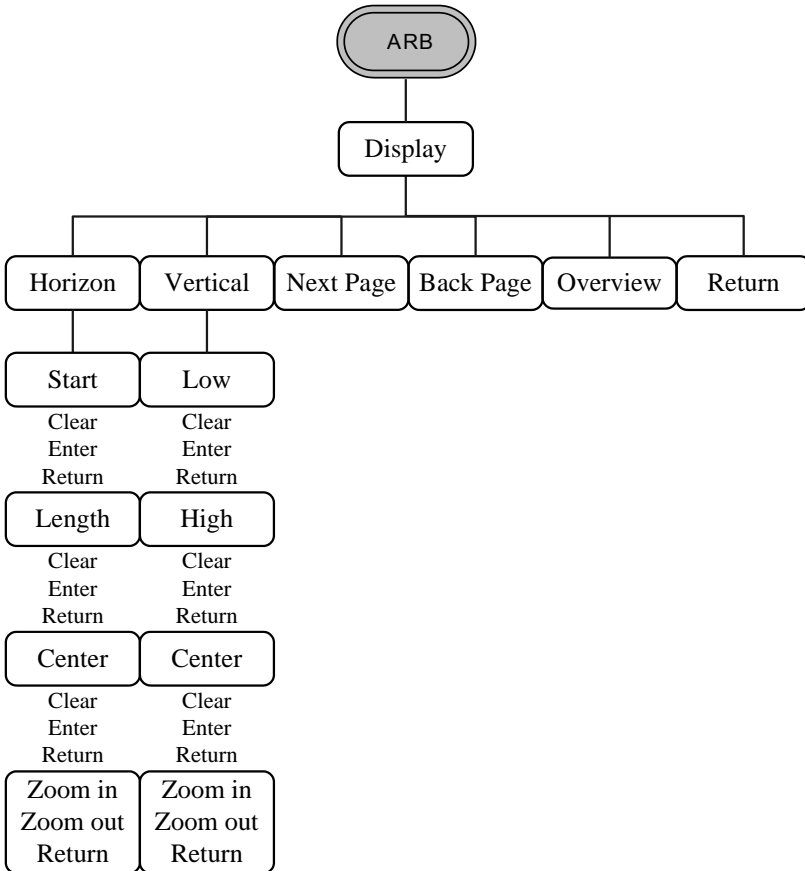 ARB
Display
Horizon
Vertical
Next Page
Back Page
Overview
Return
Start
Clear
Enter
Return
Length
Clear
Enter
Return
Center
Clear
Enter
Return
Zoom in
Zoom out
Return
Low
Clear
Enter
Return
High
Clear
Enter
Return
Center
Clear
Enter
Return
Zoom in
Zoom out
Return